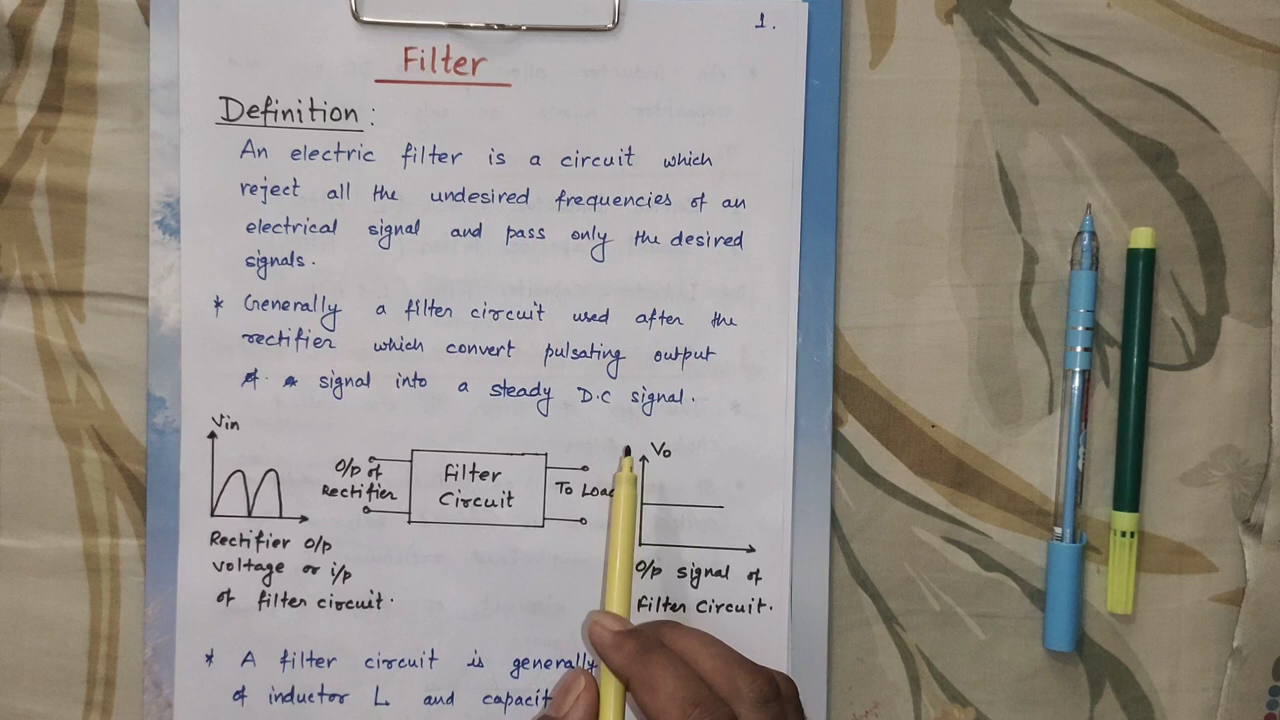 1.
Filter
Definition :
An electric filter is a circuit which
reject all the undesired frequencies of an
electrical signal and pass only the desired
signals.
* Generally a filter circuit used after the
rectifier which convert pulsating output
signal into a steady D.C signal.
Vin
O/p of
Rectifier
Filter
Circuit
To Loa
Vo
Rectifier O/p
voltage or i/p
of filter circuit.
O/p signal of
Filter Circuit.
* A filter circuit is generally
of inductor L and capacit